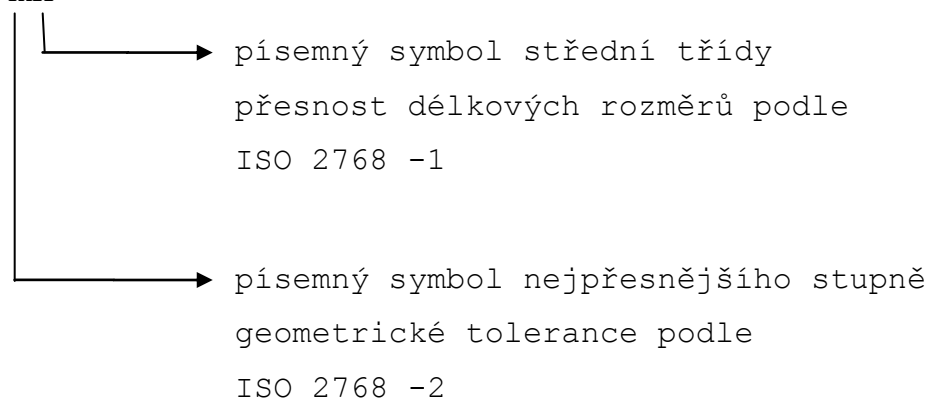 písemný symbol střední třídy
přesnost délkových rozměrů podle
ISO 2768 -1
písemný symbol nejpřesnějšího stupně
geometrické tolerance podle
ISO 2768 -2